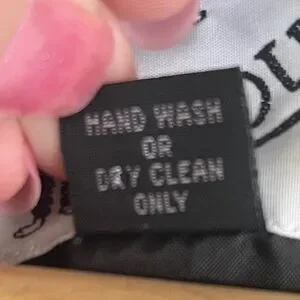 HAND WASH
OR
DRY CLEAN
ONLY